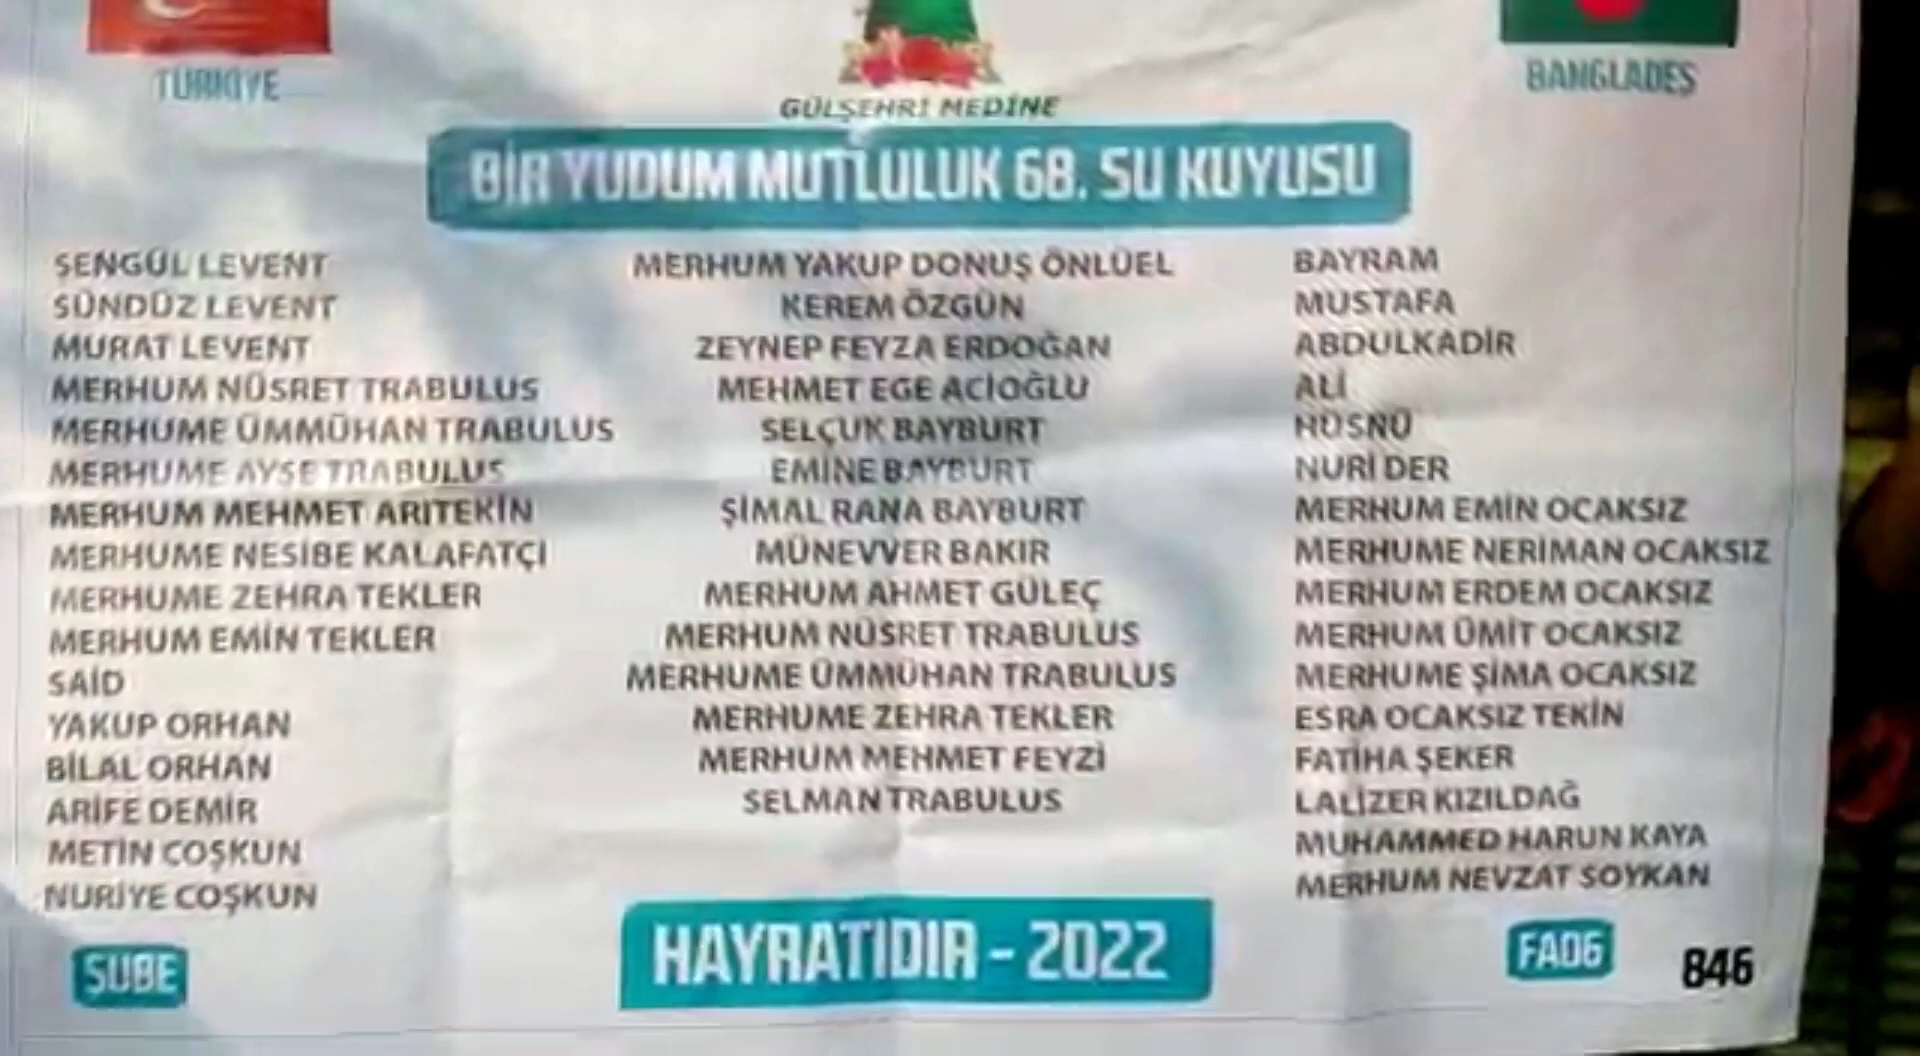 TÜRKİYE
GÜLŞEHRİ MEDİNE
BANGLADEŞ
BİR YUDUM MUTLULUK 68. SU KUYUSU
ŞENGÜL LEVENT
SÜNDÜZ LEVENT
MURAT LEVENT
MERHUM NÜSRET TRABULUS
MERHUME ÜMMÜHAN TRABULUS
MERHUME AYŞE TRABULUS
MERHUM MEHMET ARITEKİN
MERHUME NESİBE KALAFATÇI
MERHUME ZEHRA TEKLER
MERHUM EMİN TEKLER
SAİD
YAKUP ORHAN
BİLAL ORHAN
ARİFE DEMİR
METİN COŞKUN
NURİYE COŞKUN
MERHUM YAKUP DONUŞ ÖNLÜEL
KEREM ÖZGÜN
ZEYNEP FEYZA ERDOĞAN
MEHMET EGE ACİOĞLU
SELÇUK BAYBURT
EMİNE BAYBURT
ŞİMAL RANA BAYBURT
MÜNEVVER BAKIR
MERHUM AHMET GÜLEÇ
MERHUM NÜSRET TRABULUS
MERHUME ÜMMÜHAN TRABULUS
MERHUME ZEHRA TEKLER
MERHUM MEHMET FEYZİ
SELMAN TRABULUS
BAYRAM
MUSTAFA
ABDULKADİR
ALİ
HÜSNÜ
NURİ DER
MERHUM EMİN OCAKSIZ
MERHUME NERİMAN OCAKSIZ
MERHUM ERDEM OCAKSIZ
MERHUM ÜMİT OCAKSIZ
MERHUME ŞİMA OCAKSIZ
ESRA OCAKSIZ TEKİN
FATİHA ŞEKER
LALİZER KIZILDAĞ
MUHAMMED HARUN KAYA
MERHUM NEVZAT SOYKAN
ŞUBE
HAYRATIDIR - 2022
FA06
846